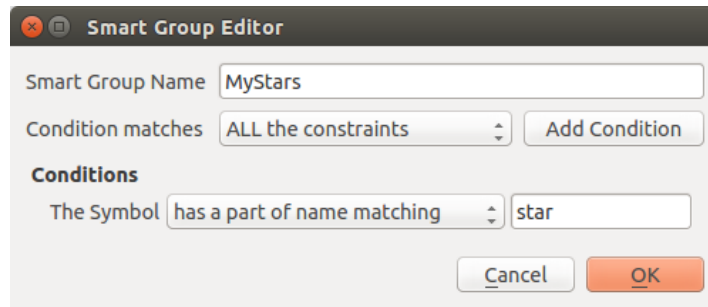 Smart Group Editor
Smart Group Name MyStars
Condition matches ALL the constraints Add Condition
Conditions
The Symbol has a part of name matching star
Cancel OK